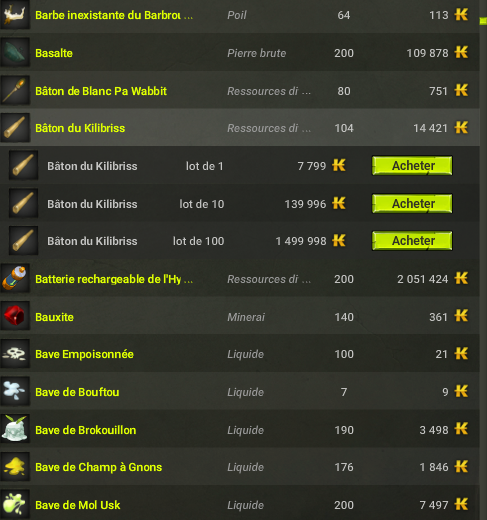 Barbe inexistante du Barbrou ... Poil 64 113
Basalte Pierre brute 200 109 878
Bâton de Blanc Pa Wabbit Ressources di ... 80 751
Bâton du Kilibriss Ressources di ... 104 14 421
Bâton du Kilibriss lot de 1 7 799 Acheter
Bâton du Kilibriss lot de 10 139 996 Acheter
Bâton du Kilibriss lot de 100 1 499 998 Acheter
Batterie rechargeable de l'Hy ... Ressources di ... 200 2 051 424
Bauxite Minerai 140 361
Bave Empoisonnée Liquide 100 21
Bave de Bouftou Liquide 7 9
Bave de Brokouillon Liquide 190 3 498
Bave de Champ à Gnons Liquide 176 1 846
Bave de Mol Usk Liquide 200 7 497